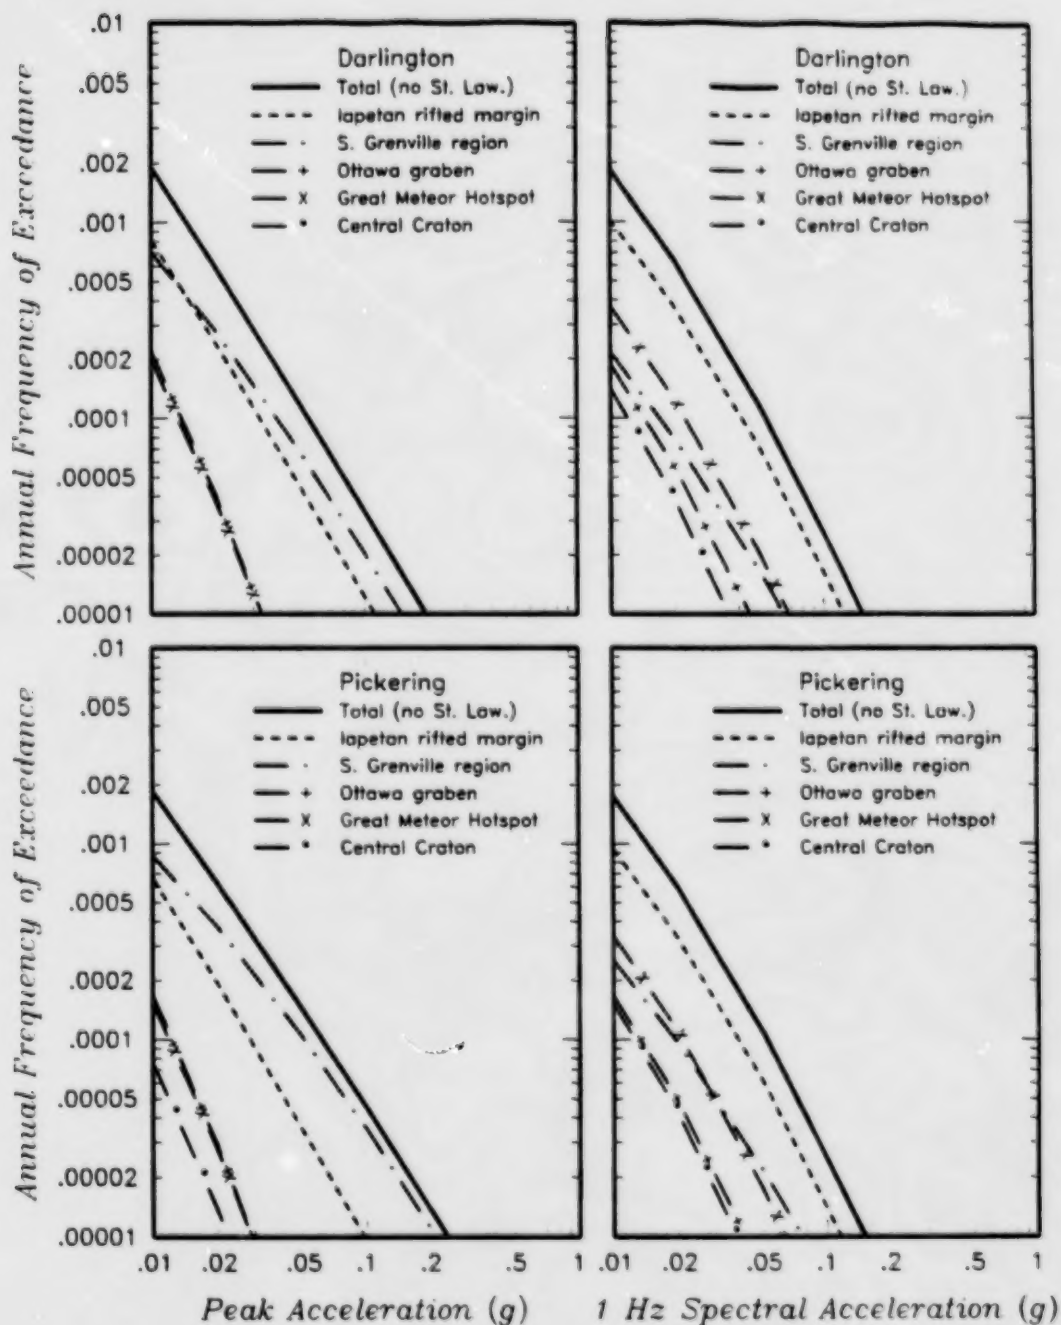 Darlington
Total (no St. Law.)
Iapetan rifted margin
S. Grenville region
Ottawa graben
Great Meteor Hotspot
Central Craton
.01
.005
.002
.001
.0005
.0002
.0001
.00005
.00002
.00001
Annual Frequency of Exceedance
Darlington
Total (no St. Law.)
Iapetan rifted margin
S. Grenville region
Ottawa graben
Great Meteor Hotspot
Central Craton
Pickering
Total (no St. Law.)
Iapetan rifted margin
S. Grenville region
Ottawa graben
Great Meteor Hotspot
Central Craton
.01
.005
.002
.001
.0005
.0002
.0001
.00005
.00002
.00001
Annual Frequency of Exceedance
.01 .02 .05 .1 .2 .5 1
Peak Acceleration (g)
Pickering
Total (no St. Law.)
Iapetan rifted margin
S. Grenville region
Ottawa graben
Great Meteor Hotspot
Central Craton
.01 .02 .05 .1 .2 .5 1
1 Hz Spectral Acceleration (g)